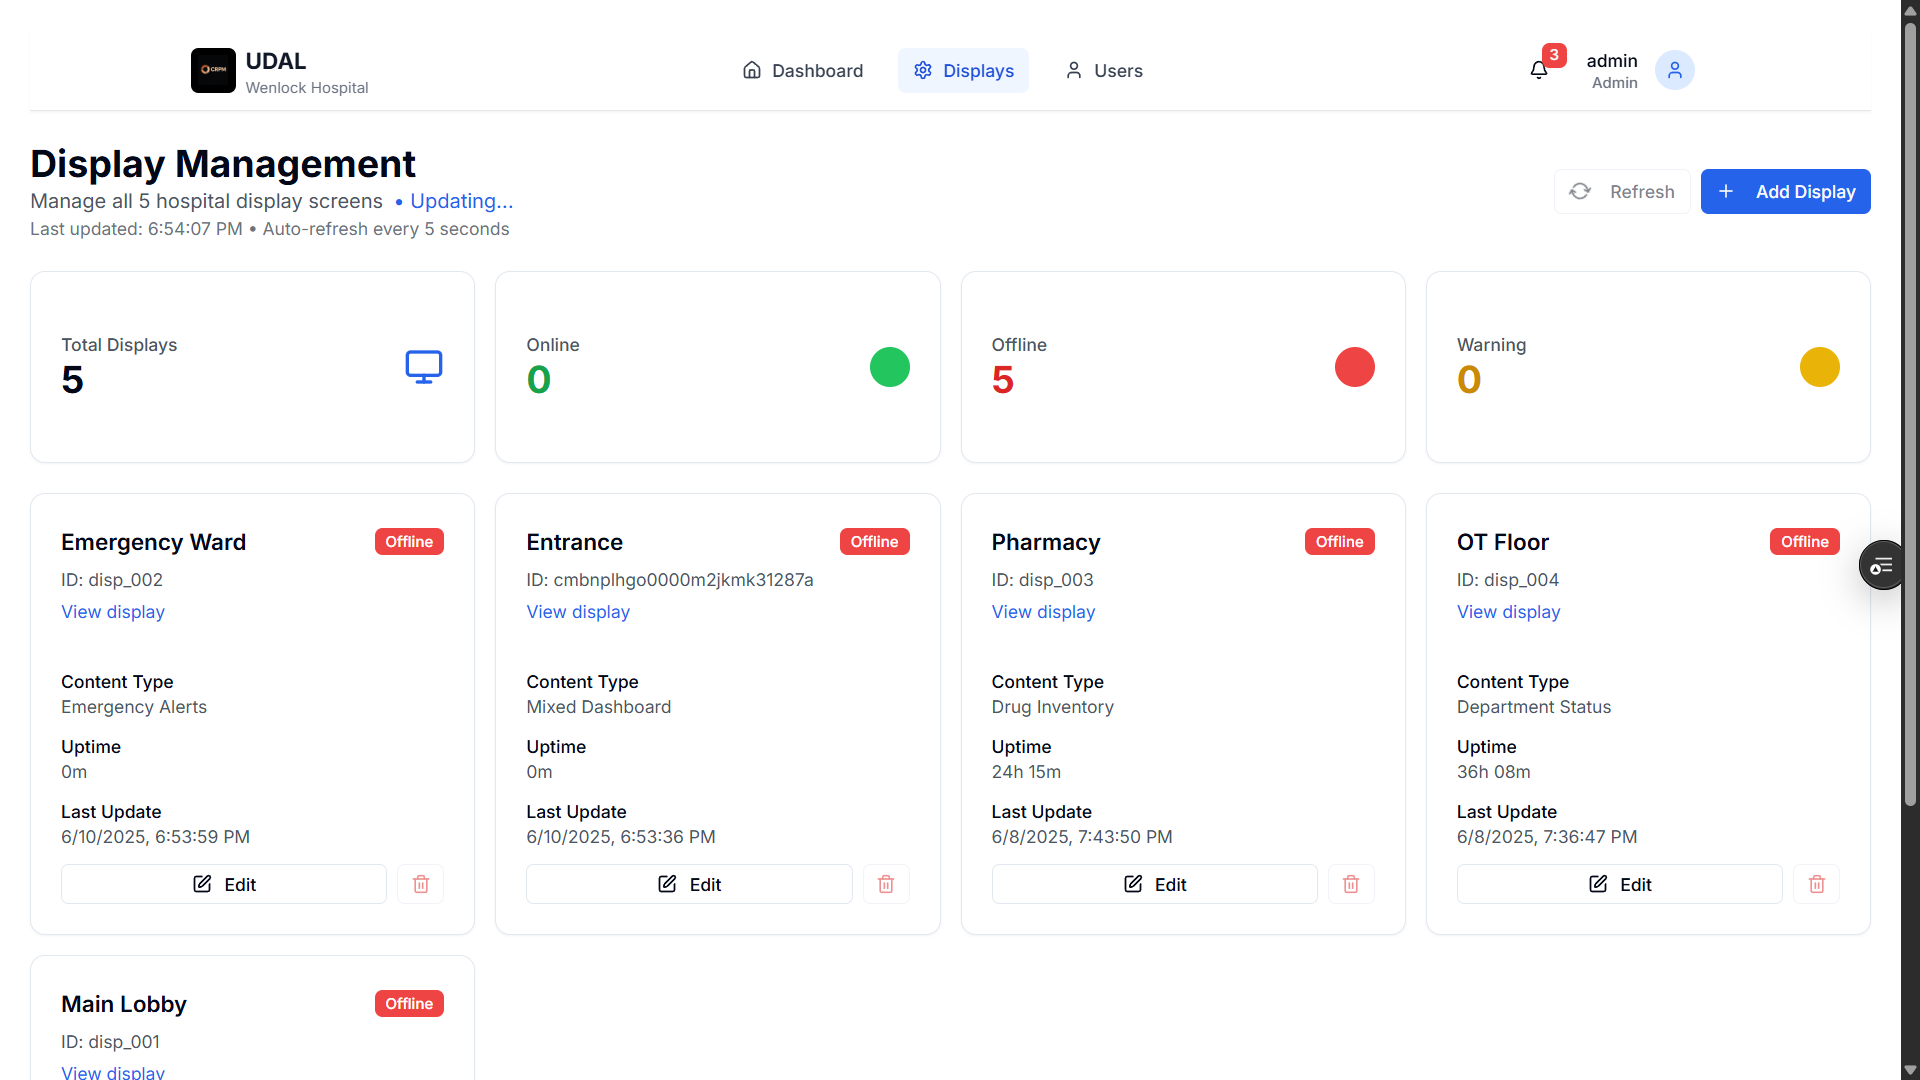 CRPM
UDAL
Wenlock Hospital
Dashboard
Displays
Users
3
admin
Admin
Display Management
Manage all 5 hospital display screens • Updating...
Last updated: 6:54:07 PM • Auto-refresh every 5 seconds
Refresh
Add Display
Total Displays
5
Online
0
Offline
5
Warning
0
Emergency Ward
Offline
ID: disp_002
View display
Content Type
Emergency Alerts
Uptime
0m
Last Update
6/10/2025, 6:53:59 PM
Edit
Entrance
Offline
ID: cmbnplhgo0000m2jkmk31287a
View display
Content Type
Mixed Dashboard
Uptime
0m
Last Update
6/10/2025, 6:53:36 PM
Edit
Pharmacy
Offline
ID: disp_003
View display
Content Type
Drug Inventory
Uptime
24h 15m
Last Update
6/8/2025, 7:43:50 PM
Edit
OT Floor
Offline
ID: disp_004
View display
Content Type
Department Status
Uptime
36h 08m
Last Update
6/8/2025, 7:36:47 PM
Edit
Main Lobby
Offline
ID: disp_001
View display